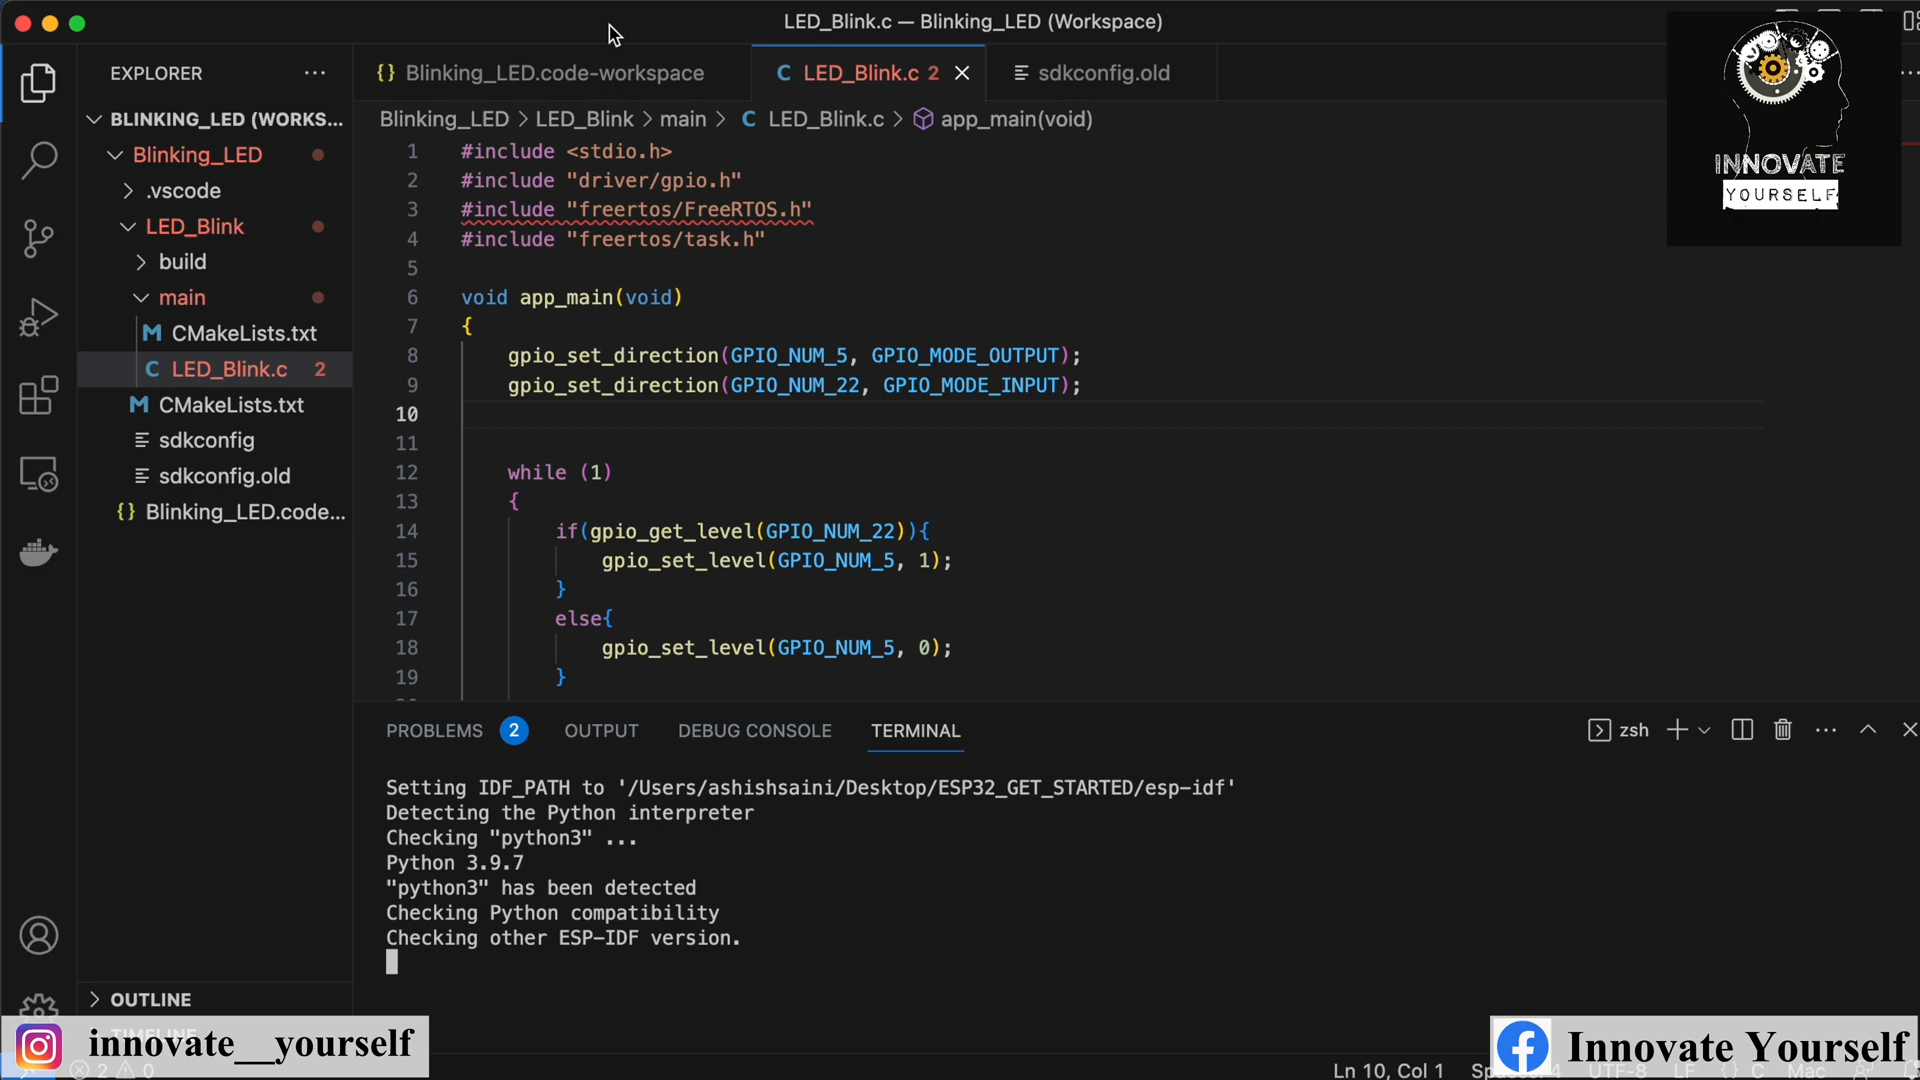 LED_Blink.c — Blinking_LED (Workspace)
EXPLORER
BLINKING_LED (WORKS...
Blinking_LED
.vscode
LED_Blink
build
main
CMakeLists.txt
LED_Blink.c 2
CMakeLists.txt
sdkconfig
sdkconfig.old
Blinking_LED.code...
OUTLINE
{} Blinking_LED.code-workspace
C LED_Blink.c 2
sdkconfig.old
Blinking_LED > LED_Blink > main > C LED_Blink.c > app_main(void)
1 #include <stdio.h>
2 #include "driver/gpio.h"
3 #include "freertos/FreeRTOS.h"
4 #include "freertos/task.h"
5
6 void app_main(void)
7 {
8 gpio_set_direction(GPIO_NUM_5, GPIO_MODE_OUTPUT);
9 gpio_set_direction(GPIO_NUM_22, GPIO_MODE_INPUT);
10
11
12 while (1)
13 {
14 if(gpio_get_level(GPIO_NUM_22)){
15 gpio_set_level(GPIO_NUM_5, 1);
16 }
17 else{
18 gpio_set_level(GPIO_NUM_5, 0);
19 }
INNOVATE
YOURSELF
PROBLEMS 2 OUTPUT DEBUG CONSOLE TERMINAL
zsh
Setting IDF_PATH to '/Users/ashishsaini/Desktop/ESP32_GET_STARTED/esp-idf'
Detecting the Python interpreter
Checking "python3" ...
Python 3.9.7
"python3" has been detected
Checking Python compatibility
Checking other ESP-IDF version.
innovate__yourself
Innovate Yourself
2 0
Ln 10, Col 1
UTF-8 LF {} C Mac